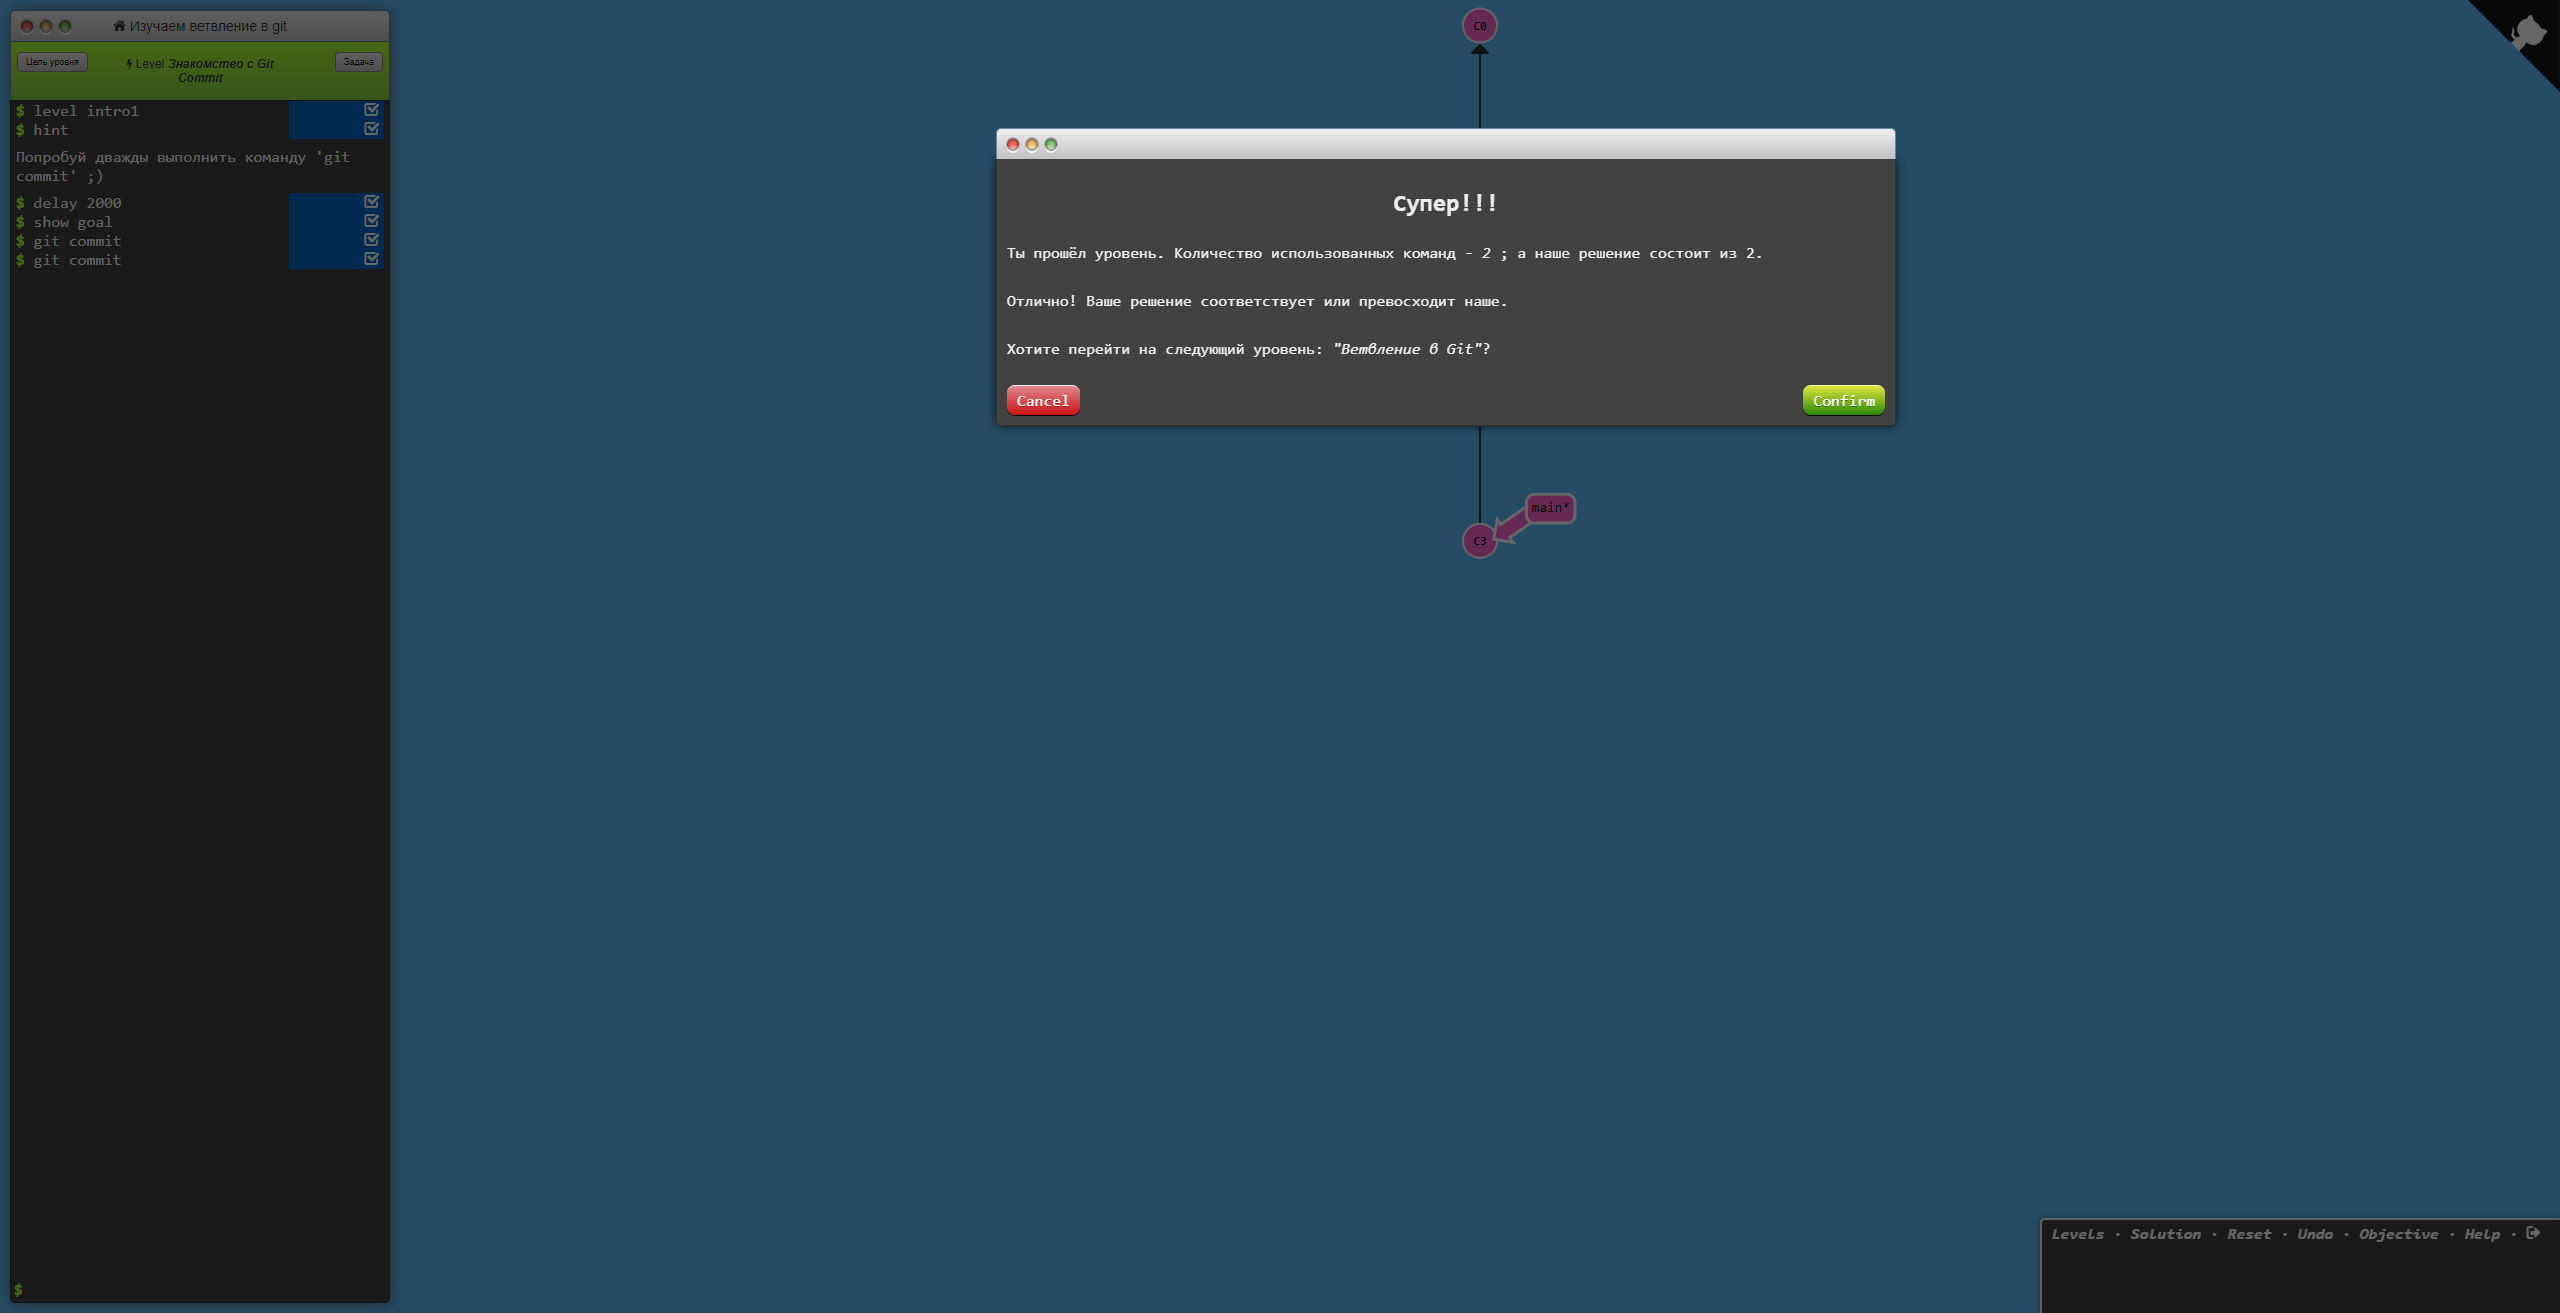 Изучаем ветвление в git
Цель уровня
Level Знакомство с Git
Commit
Задача
$ level intro1
$ hint
Попробуй дважды выполнить команду 'git
commit' ;)
$ delay 2000
$ show goal
$ git commit
$ git commit
$
C0
Супер!!!
Ты прошёл уровень. Количество использованных команд - 2 ; а наше решение состоит из 2.
Отлично! Ваше решение соответствует или превосходит наше.
Хотите перейти на следующий уровень: "Ветвление в Git"?
Cancel
Confirm
main*
C3
Levels · Solution · Reset · Undo · Objective · Help ·